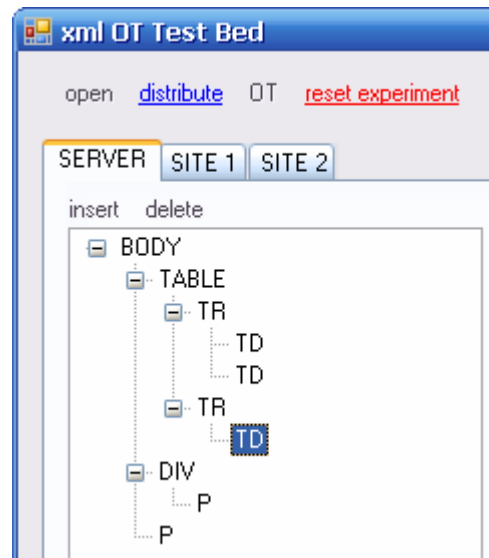 xml OT Test Bed
open distribute OT reset experiment
SERVER SITE 1 SITE 2
insert delete
BODY
TABLE
TR
TD
TD
TR
TD
DIV
P
P